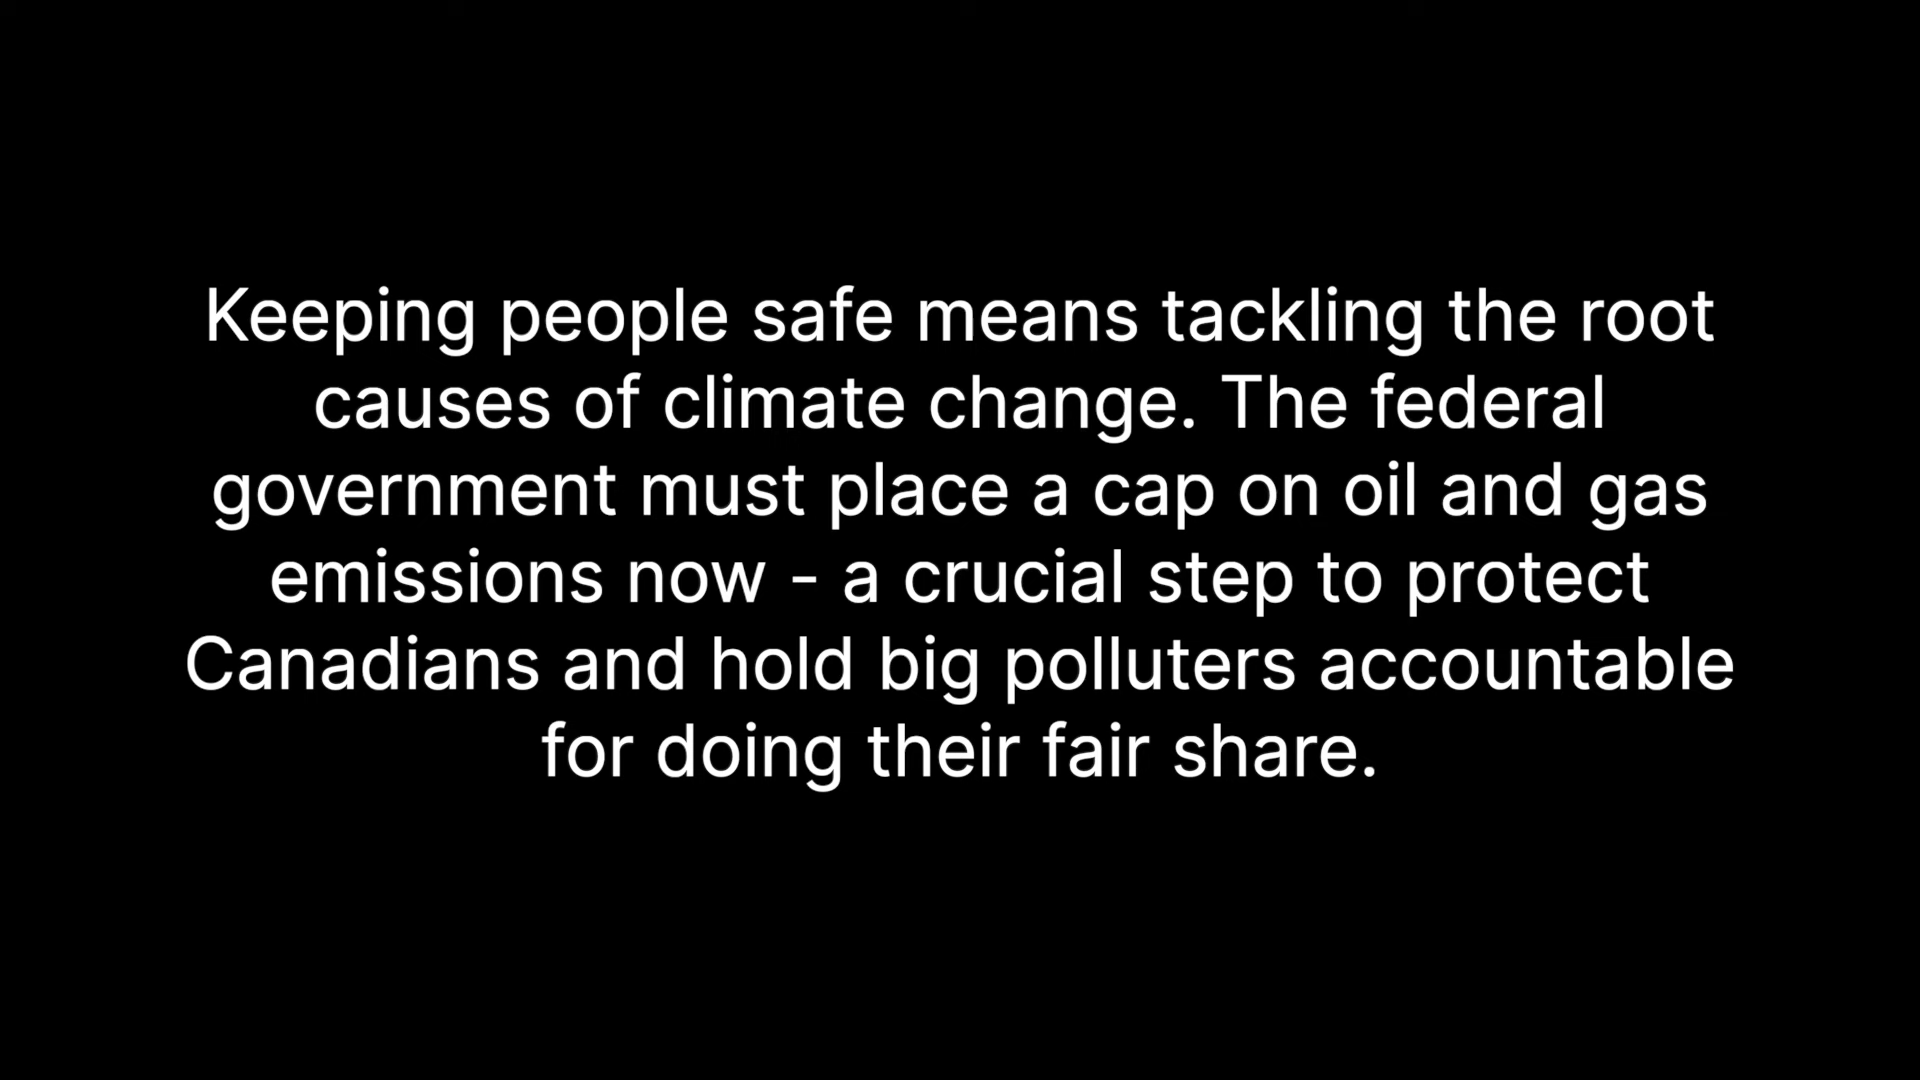 Keeping people safe means tackling the root
causes of climate change. The federal
government must place a cap on oil and gas
emissions now - a crucial step to protect
Canadians and hold big polluters accountable
for doing their fair share.